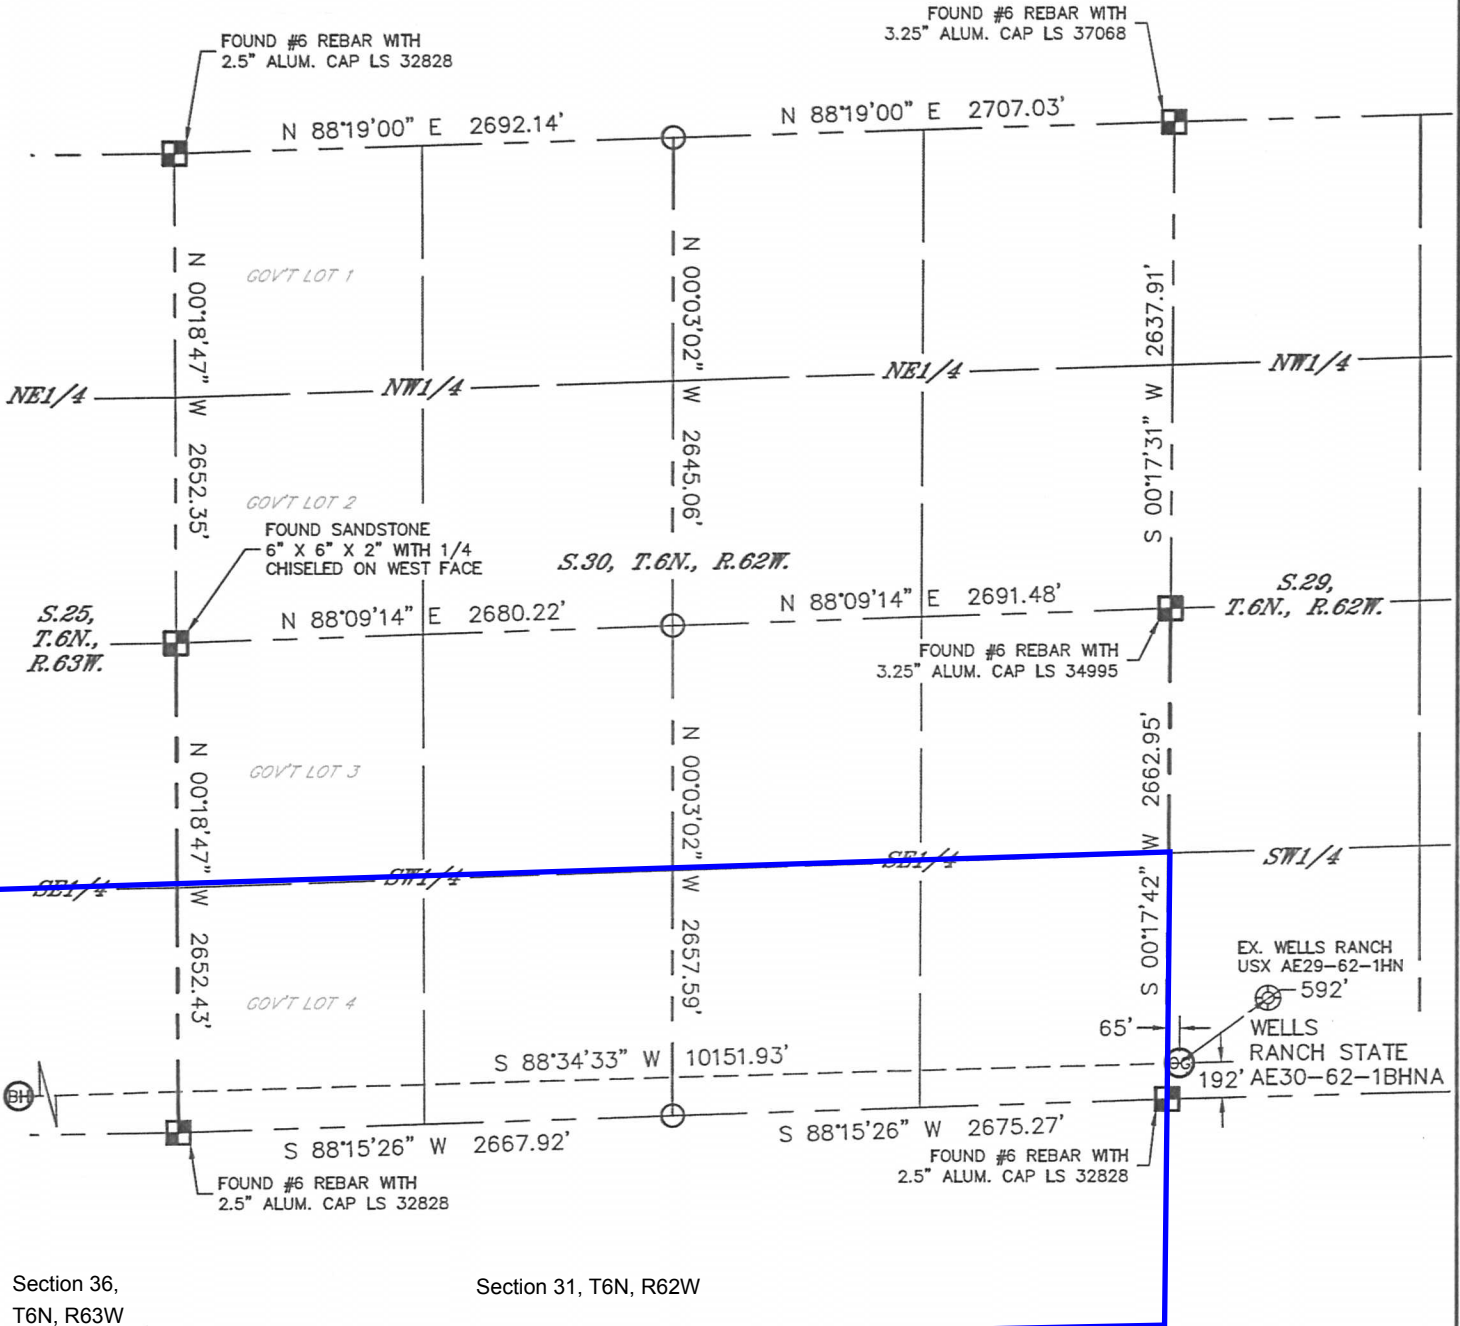 FOUND #6 REBAR WITH
3.25" ALUM. CAP LS 37068
FOUND #6 REBAR WITH
2.5" ALUM. CAP LS 32828
N 88°19'00" E 2692.14'
N 88°19'00" E 2707.03'
N 00°18'47" W 2652.35'
GOV'T LOT 1
N 00°03'02" W 2645.06'
S 00°17'31" W 2637.91'
NE1/4
NW1/4
NE1/4
NW1/4
GOV'T LOT 2
FOUND SANDSTONE
6" X 6" X 2" WITH 1/4
CHISELED ON WEST FACE
S.30, T.6N., R.62W.
S.25,
T.6N.,
R.63W.
N 88°09'14" E 2680.22'
N 88°09'14" E 2691.48'
S.29,
T.6N., R.62W.
FOUND #6 REBAR WITH
3.25" ALUM. CAP LS 34995
N 00°18'47" W 2652.43'
GOV'T LOT 3
N 00°03'02" W 2657.59'
S 00°17'42" W 2662.95'
SE1/4
SW1/4
SE1/4
SW1/4
GOV'T LOT 4
EX. WELLS RANCH
USX AE29-62-1HN
592'
65'
WELLS
RANCH STATE
192' AE30-62-1BHNA
OG
S 88°34'33" W 10151.93'
BH
S 88°15'26" W 2667.92'
S 88°15'26" W 2675.27'
FOUND #6 REBAR WITH
2.5" ALUM. CAP LS 32828
FOUND #6 REBAR WITH
2.5" ALUM. CAP LS 32828
Section 36,
T6N, R63W
Section 31, T6N, R62W